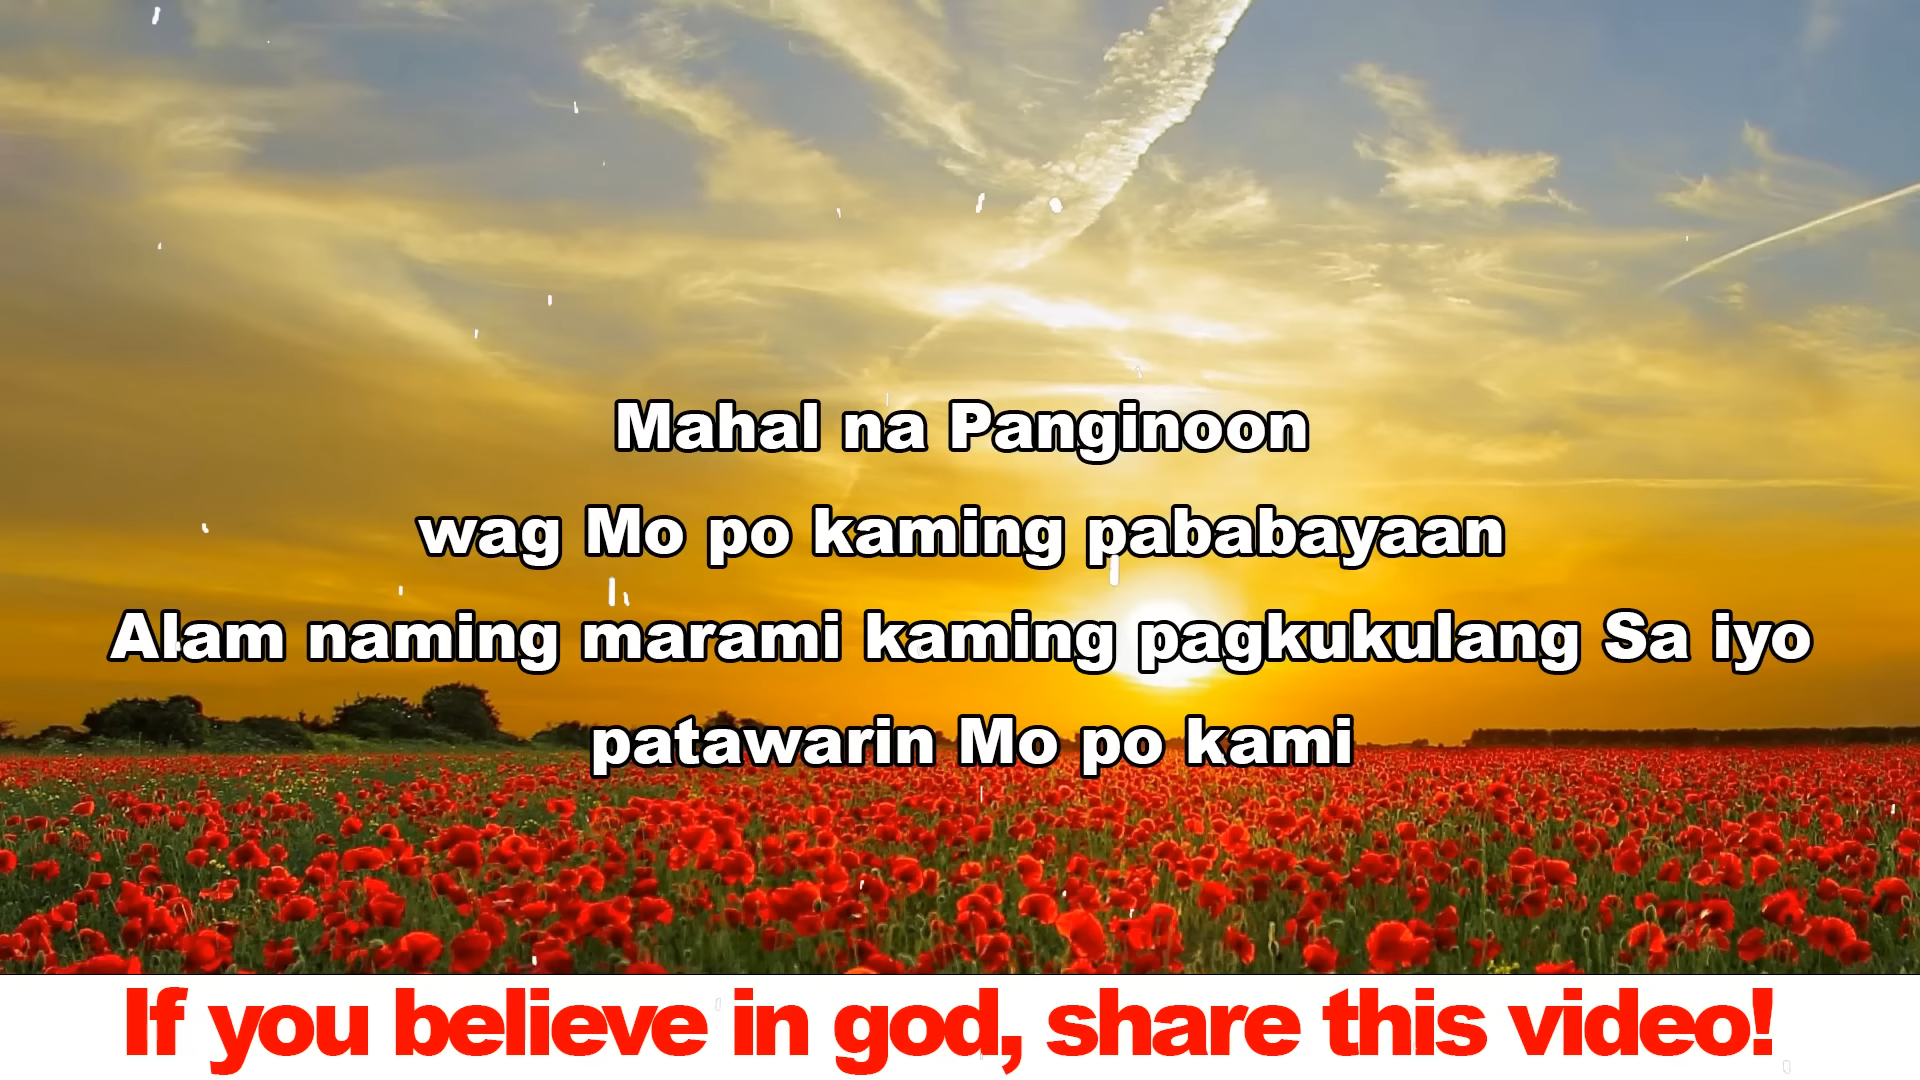 Mahal na Panginoon
wag Mo po kaming pababayaan
Alam naming marami kaming pagkukulang Sa iyo
patawarin Mo po kami
If you believe in god, share this video!